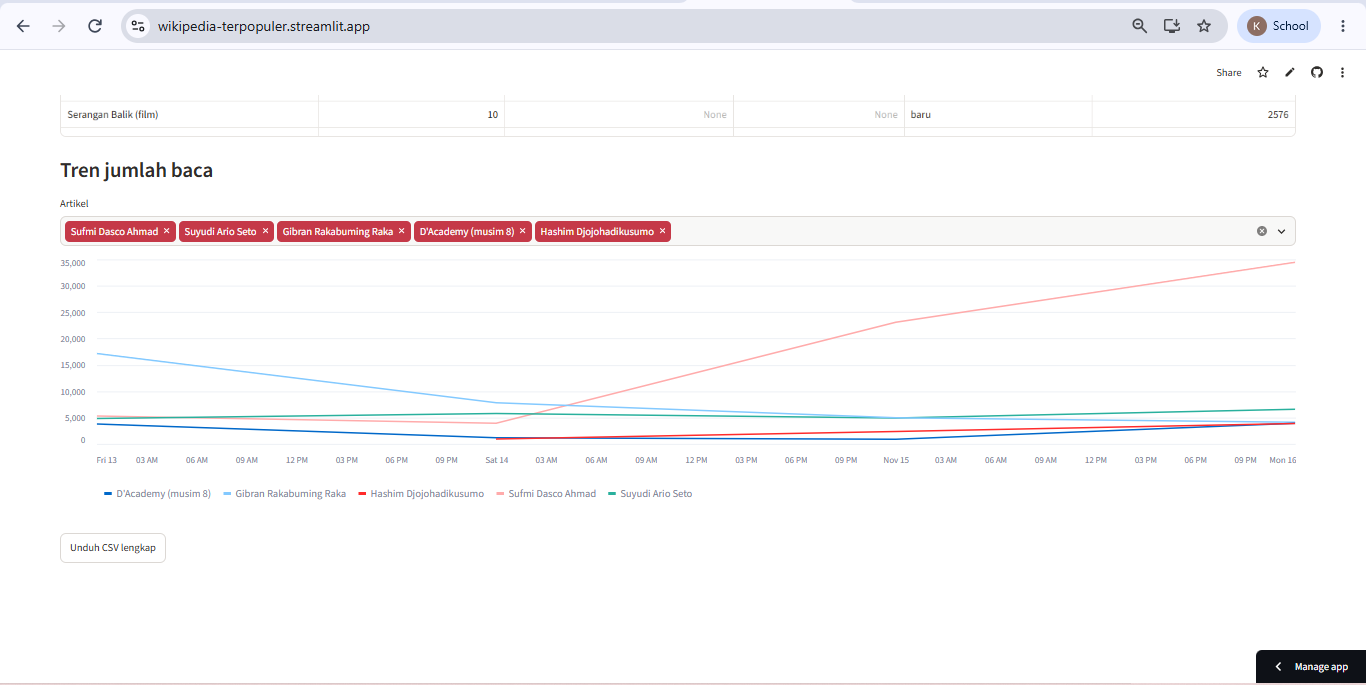 wikipedia-terpopuler.streamlit.app
K School
Share
Serangan Balik (film) 10 None None baru 2576
Tren jumlah baca
Artikel
Sufmi Dasco Ahmad × Suyudi Ario Seto × Gibran Rakabuming Raka × D'Academy (musim 8) × Hashim Djojohadikusumo ×
35,000
30,000
25,000
20,000
15,000
10,000
5,000
0
Fri 13 03 AM 06 AM 09 AM 12 PM 03 PM 06 PM 09 PM Sat 14 03 AM 06 AM 09 AM 12 PM 03 PM 06 PM 09 PM Nov 15 03 AM 06 AM 09 AM 12 PM 03 PM 06 PM 09 PM Mon 16
D'Academy (musim 8) Gibran Rakabuming Raka Hashim Djojohadikusumo Sufmi Dasco Ahmad Suyudi Ario Seto
Unduh CSV lengkap
Manage app